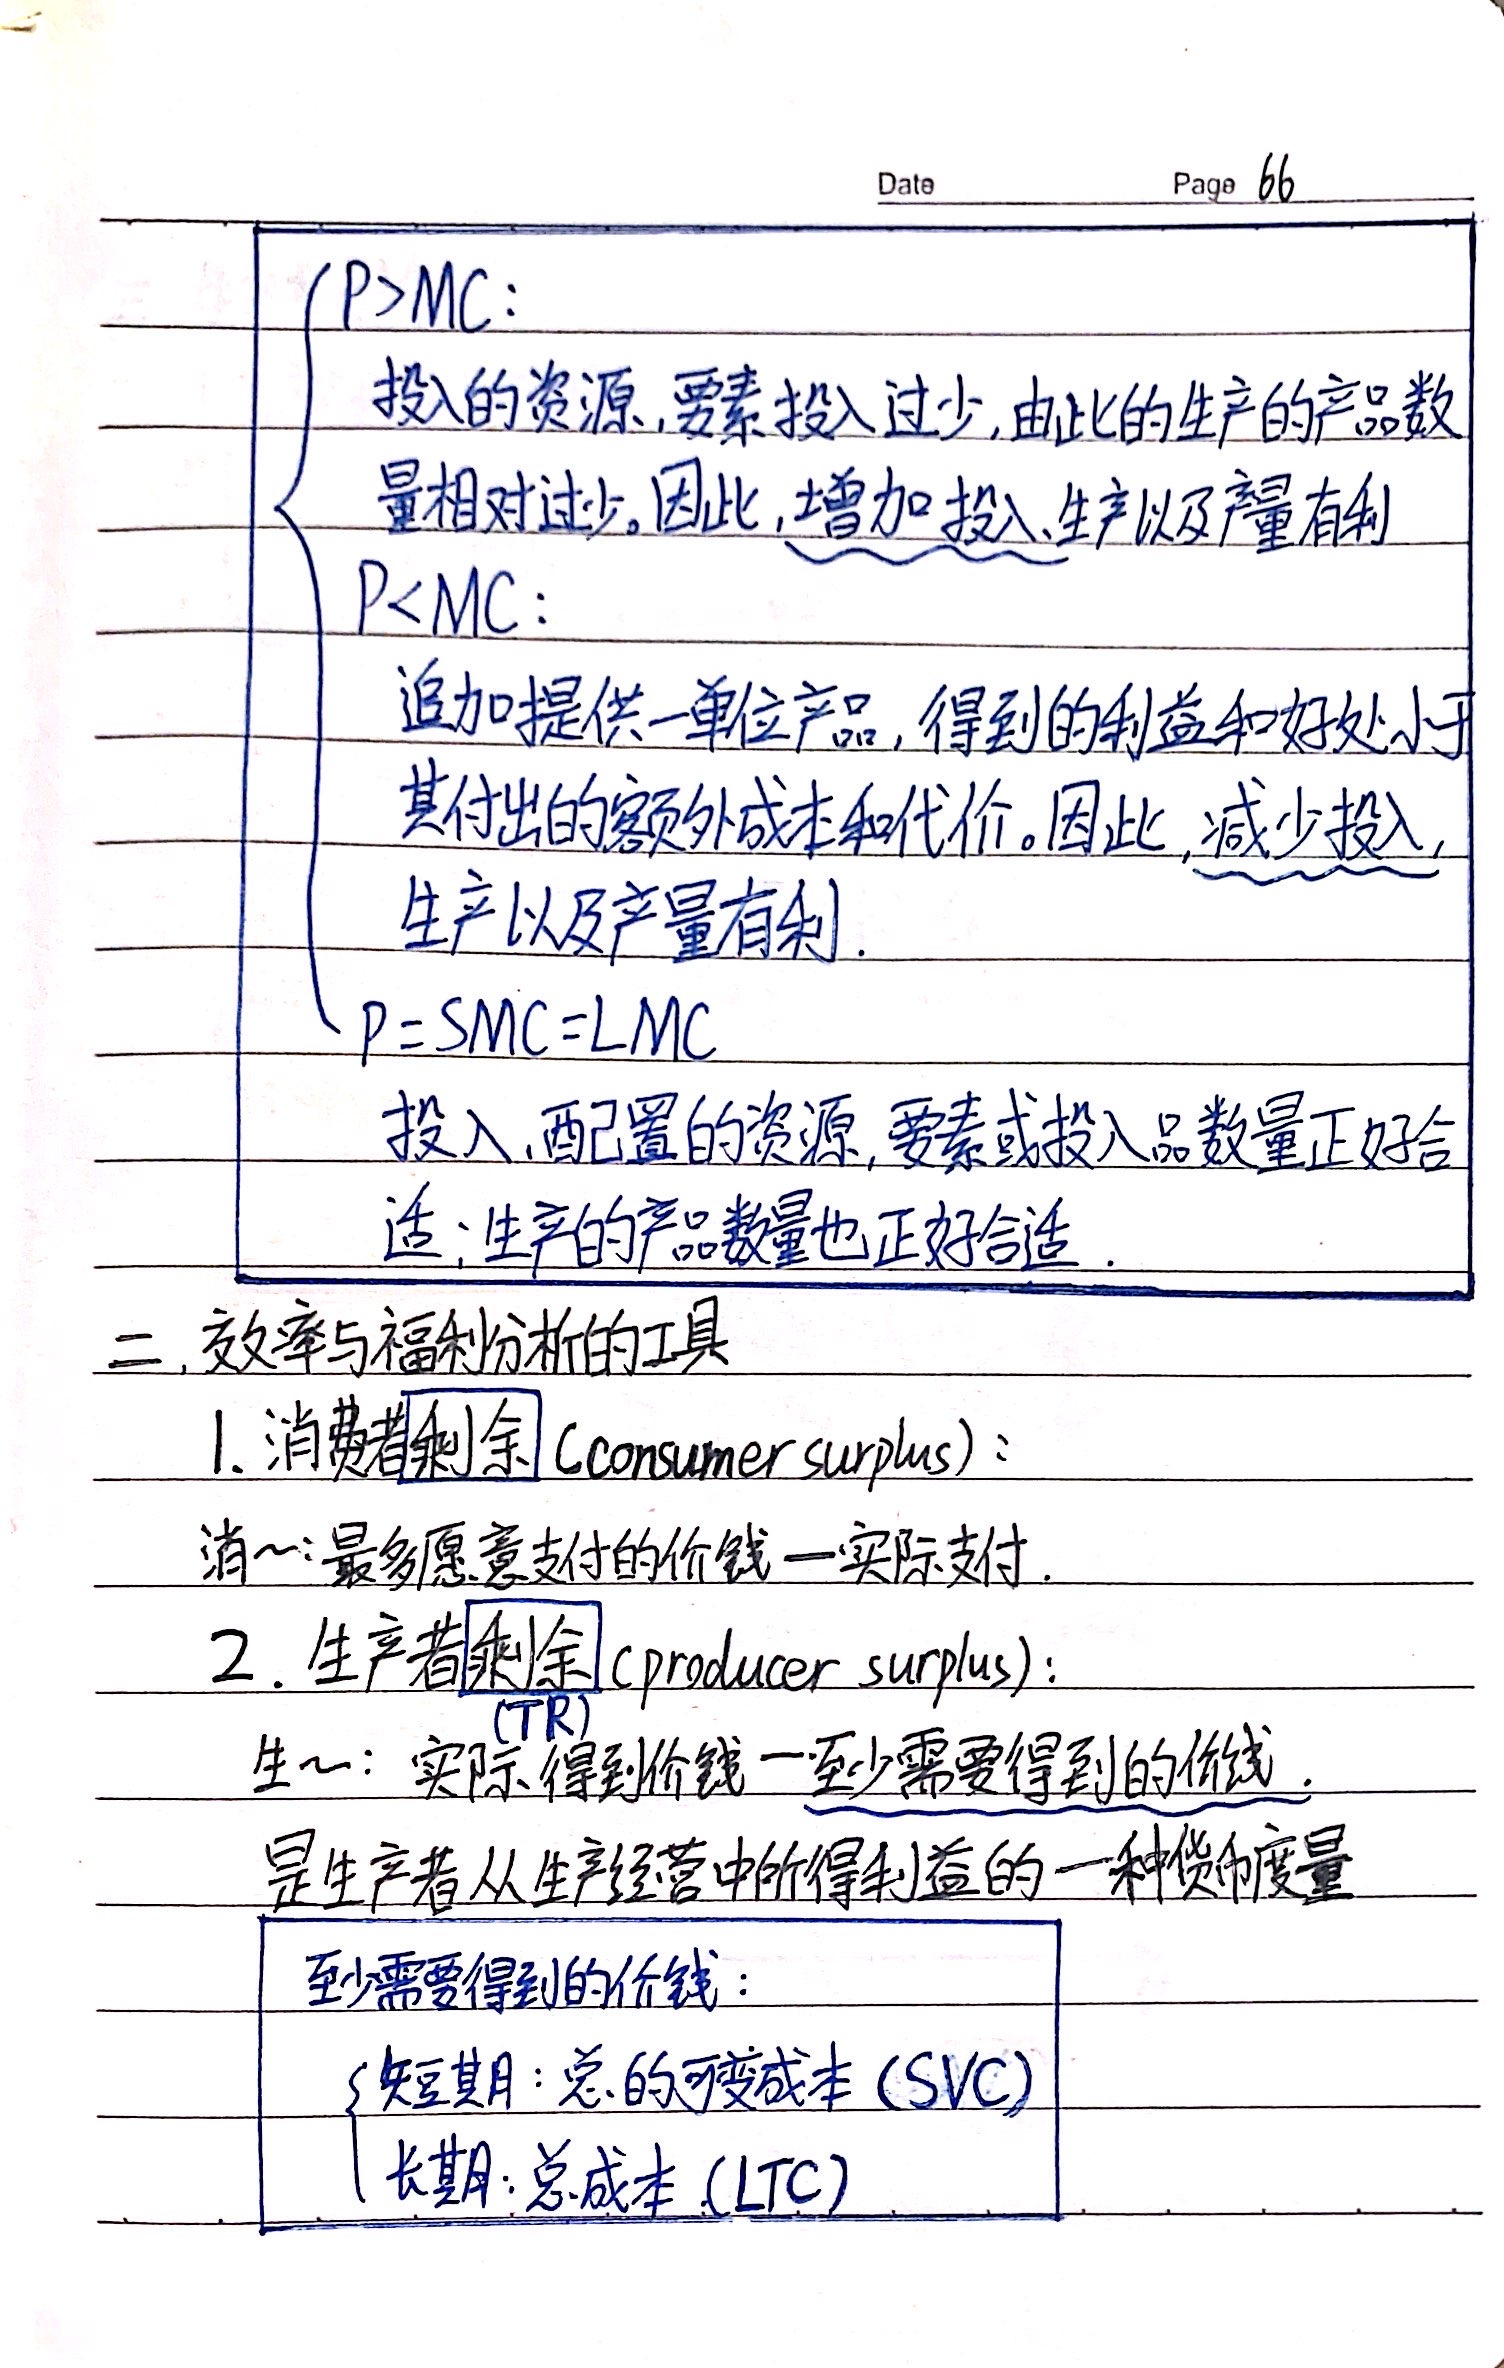 Date Page 66
P>MC:
投入的资源,要素投入过少,由此的生产的产品数
量相对过少。因此,增加投入、生产以及产量有利
P<MC:
追加提供一单位产品,得到的利益和好处小于
其付出的额外成本和代价。因此,减少投入,
生产以及产量有利.
P=SMC=LMC
投入、配置的资源,要素或投入品数量正好合
适;生产的产品数量也正好合适.
二、效率与福利分析的工具
1.消费者剩余(consumer surplus):
消~:最多愿意支付的价钱—实际支付.
2.生产者剩余(producer surplus):
(TR)
生~:实际得到价钱—至少需要得到的价钱.
是生产者从生产经营中所得利益的一种货币度量
至少需要得到的价钱:
短期:总的可变成本(SVC)
长期:总成本(LTC)